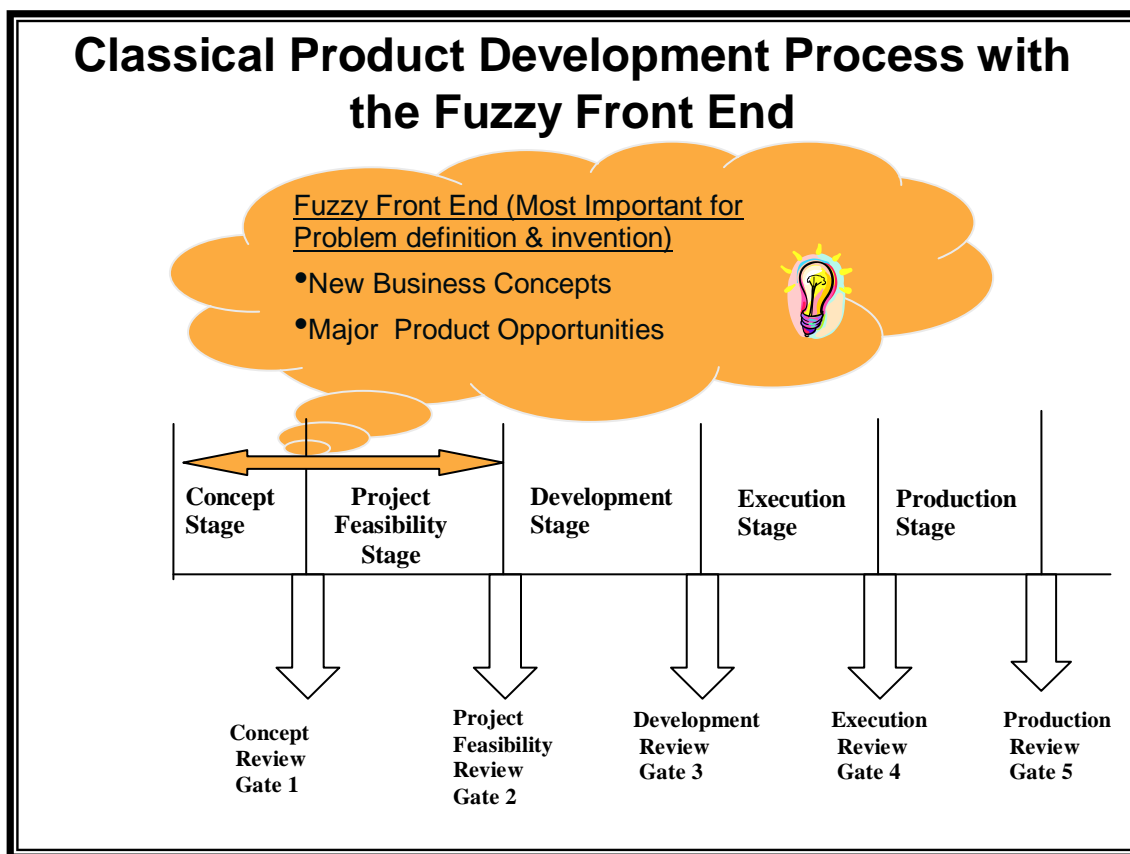 Classical Product Development Process with
the Fuzzy Front End
Fuzzy Front End (Most Important for
Problem definition & invention)
•New Business Concepts
•Major Product Opportunities
Concept
Stage
Project
Feasibility
Stage
Development
Stage
Execution
Stage
Production
Stage
Concept
Review
Gate 1
Project
Feasibility
Review
Gate 2
Development
Review
Gate 3
Execution
Review
Gate 4
Production
Review
Gate 5